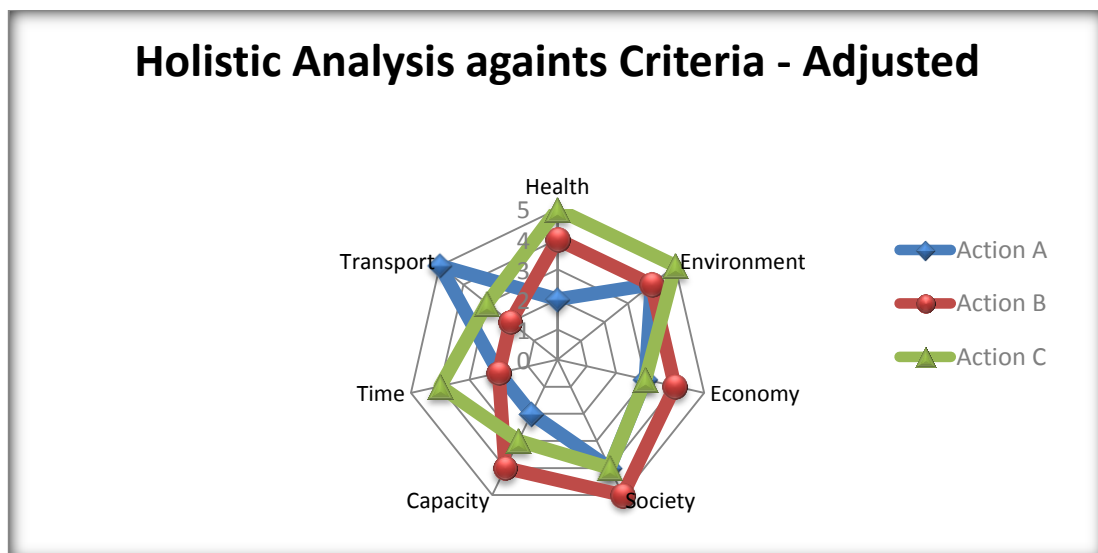 Holistic Analysis againts Criteria - Adjusted
Health
5
4
3
2
1
0
Transport
Environment
Time
Economy
Capacity
Society
Action A
Action B
Action C